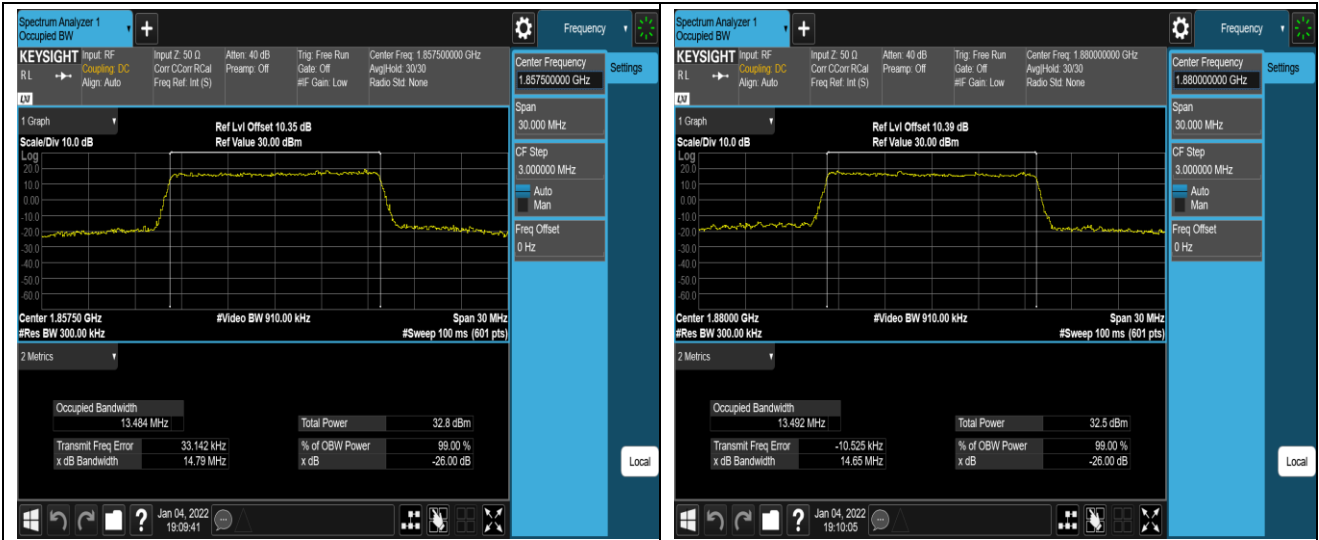 Spectrum Analyzer 1
Occupied BW
+
Frequency
KEYSIGHT Input: RF Input Z: 50 Ω Atten: 40 dB Trig: Free Run Center Freq: 1.857500000 GHz
RL Coupling: DC Corr CCorr RCal Preamp: Off Gate: Off Avg|Hold: 30/30
Align: Auto Freq Ref: Int (S) #IF Gain: Low Radio Std: None
LXI
Center Frequency
1.857500000 GHz
Settings
Span
30.000 MHz
CF Step
3.000000 MHz
Auto
Man
Freq Offset
0 Hz
Local
1 Graph
Ref Lvl Offset 10.35 dB
Scale/Div 10.0 dB Ref Value 30.00 dBm
Log
20.0
10.0
0.00
-10.0
-20.0
-30.0
-40.0
-50.0
-60.0
Center 1.85750 GHz #Video BW 910.00 kHz Span 30 MHz
#Res BW 300.00 kHz #Sweep 100 ms (601 pts)
2 Metrics
Occupied Bandwidth
13.484 MHz Total Power 32.8 dBm
Transmit Freq Error 33.142 kHz % of OBW Power 99.00 %
x dB Bandwidth 14.79 MHz x dB -26.00 dB
? Jan 04, 2022
19:09:41
Spectrum Analyzer 1
Occupied BW
+
Frequency
KEYSIGHT Input: RF Input Z: 50 Ω Atten: 40 dB Trig: Free Run Center Freq: 1.880000000 GHz
RL Coupling: DC Corr CCorr RCal Preamp: Off Gate: Off Avg|Hold: 30/30
Align: Auto Freq Ref: Int (S) #IF Gain: Low Radio Std: None
LXI
Center Frequency
1.880000000 GHz
Settings
Span
30.000 MHz
CF Step
3.000000 MHz
Auto
Man
Freq Offset
0 Hz
Local
1 Graph
Ref Lvl Offset 10.39 dB
Scale/Div 10.0 dB Ref Value 30.00 dBm
Log
20.0
10.0
0.00
-10.0
-20.0
-30.0
-40.0
-50.0
-60.0
Center 1.88000 GHz #Video BW 910.00 kHz Span 30 MHz
#Res BW 300.00 kHz #Sweep 100 ms (601 pts)
2 Metrics
Occupied Bandwidth
13.492 MHz Total Power 32.5 dBm
Transmit Freq Error -10.525 kHz % of OBW Power 99.00 %
x dB Bandwidth 14.65 MHz x dB -26.00 dB
? Jan 04, 2022
19:10:05